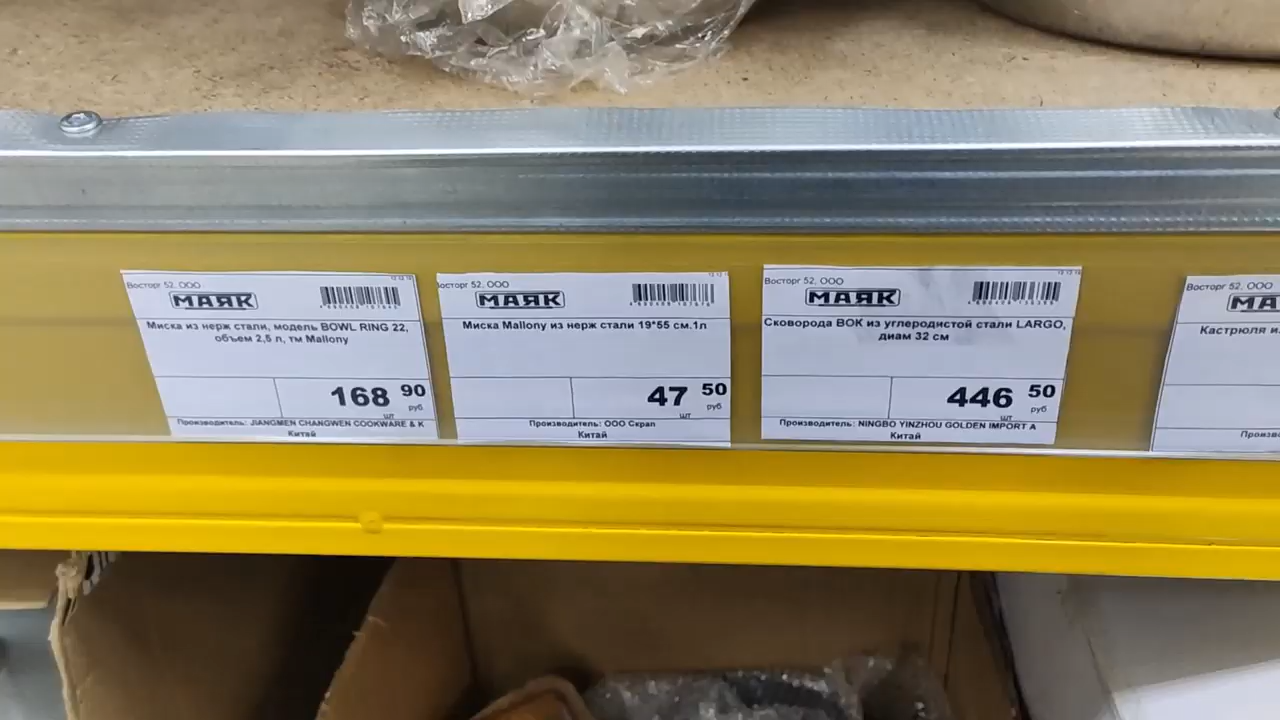 Восторг 52, ООО
МАЯК
Миска из нерж стали, модель BOWL RING 22,
объем 2,5 л, тм Mallony
168 90
руб
шт
Производитель: JIANGMEN CHANGWEN COOKWARE & K
Китай
Восторг 52, ООО
МАЯК
Миска Mallony из нерж стали 19*55 см.1л
47 50
руб
шт
Производитель: ООО Скрап
Китай
Восторг 52, ООО
МАЯК
Сковорода ВОК из углеродистой стали LARGO,
диам 32 см
446 50
руб
шт
Производитель: NINGBO YINZHOU GOLDEN IMPORT A
Китай
Восторг 52, ООО
МА
Кастрюля и